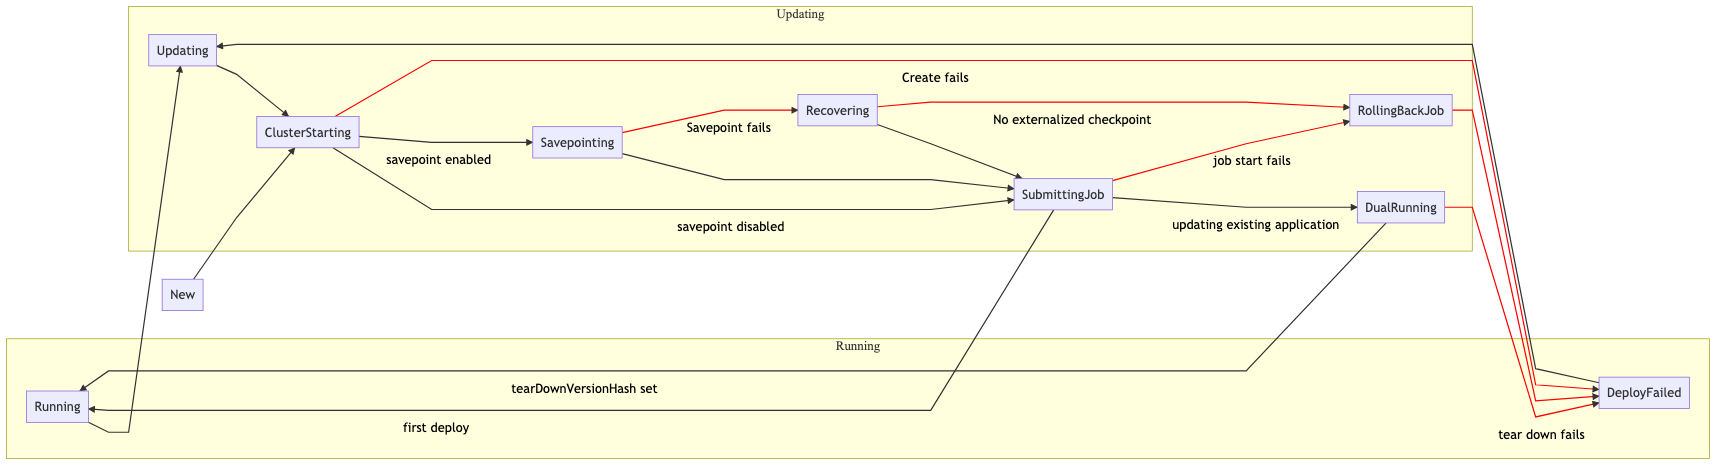 Updating
Updating
Create fails
Recovering
RollingBackJob
ClusterStarting
Savepoint fails
No externalized checkpoint
Savepointing
savepoint enabled
job start fails
SubmittingJob
DualRunning
savepoint disabled
updating existing application
New
Running
tearDownVersionHash set
DeployFailed
Running
first deploy
tear down fails